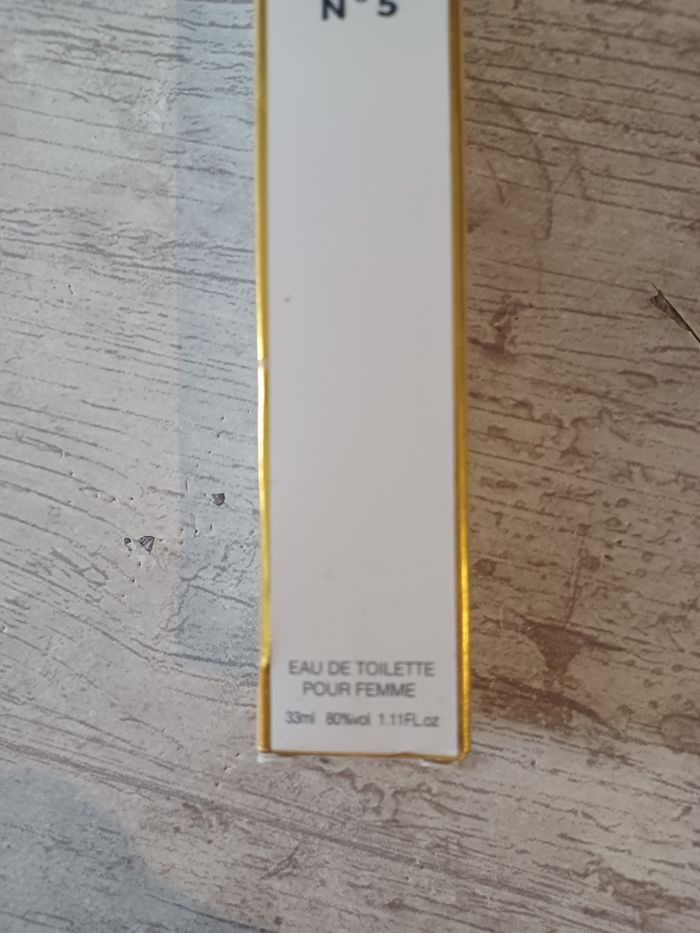 N°5
EAU DE TOILETTE
POUR FEMME
33ml 80%vol 1.11FL.oz